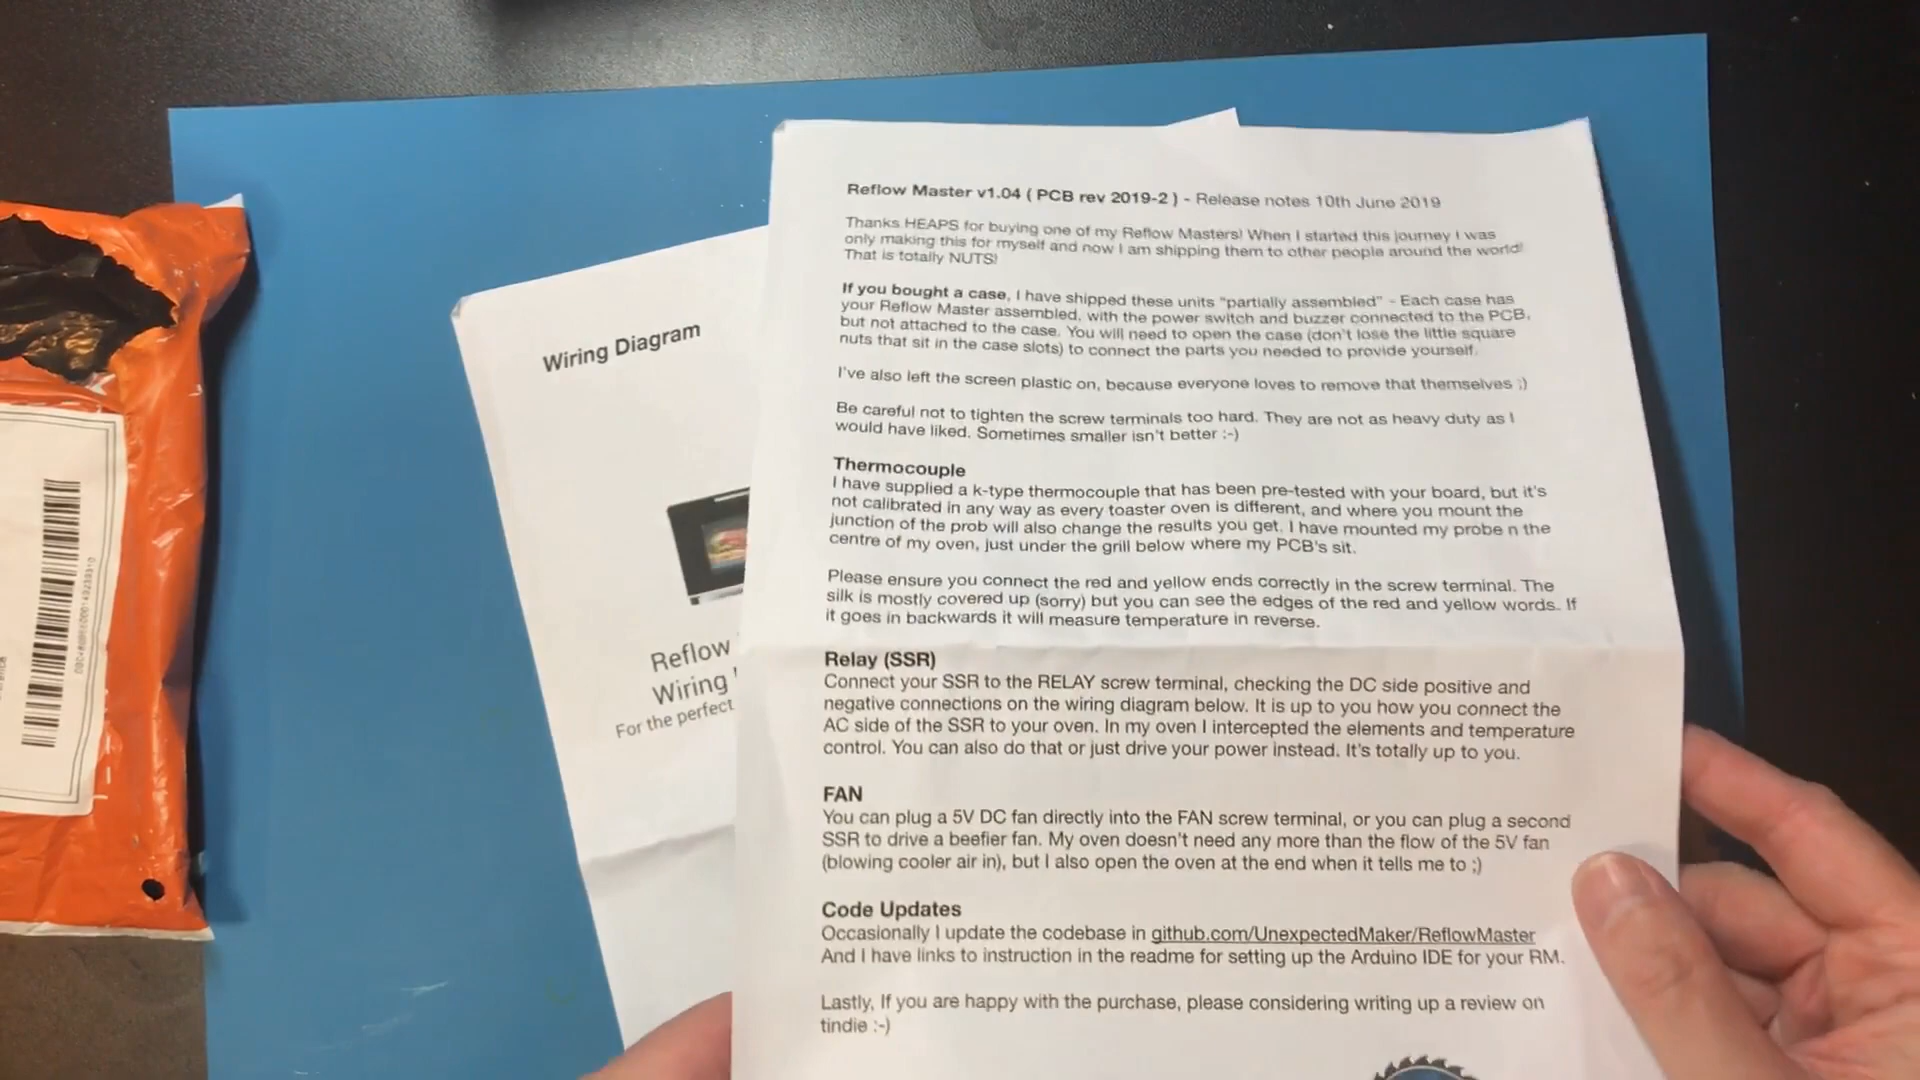 Reflow Master v1.04 ( PCB rev 2019-2 ) - Release notes 10th June 2019
Thanks HEAPS for buying one of my Reflow Masters! When I started this journey I was
only making this for myself and now I am shipping them to other people around the world!
That is totally NUTS!
If you bought a case, I have shipped these units "partially assembled" - Each case has
your Reflow Master assembled, with the power switch and buzzer connected to the PCB,
but not attached to the case. You will need to open the case (don't lose the little square
nuts that sit in the case slots) to connect the parts you needed to provide yourself.
I've also left the screen plastic on, because everyone loves to remove that themselves ;)
Be careful not to tighten the screw terminals too hard. They are not as heavy duty as I
would have liked. Sometimes smaller isn't better :-)
Thermocouple
I have supplied a k-type thermocouple that has been pre-tested with your board, but it's
not calibrated in any way as every toaster oven is different, and where you mount the
junction of the prob will also change the results you get. I have mounted my probe n the
centre of my oven, just under the grill below where my PCB's sit.
Please ensure you connect the red and yellow ends correctly in the screw terminal. The
silk is mostly covered up (sorry) but you can see the edges of the red and yellow words. If
it goes in backwards it will measure temperature in reverse.
Relay (SSR)
Connect your SSR to the RELAY screw terminal, checking the DC side positive and
negative connections on the wiring diagram below. It is up to you how you connect the
AC side of the SSR to your oven. In my oven I intercepted the elements and temperature
control. You can also do that or just drive your power instead. It's totally up to you.
FAN
You can plug a 5V DC fan directly into the FAN screw terminal, or you can plug a second
SSR to drive a beefier fan. My oven doesn't need any more than the flow of the 5V fan
(blowing cooler air in), but I also open the oven at the end when it tells me to ;)
Code Updates
Occasionally I update the codebase in github.com/UnexpectedMaker/ReflowMaster
And I have links to instruction in the readme for setting up the Arduino IDE for your RM.
Lastly, If you are happy with the purchase, please considering writing up a review on
tindie :-)
Wiring Diagram
Reflow
Wiring
For the perfect